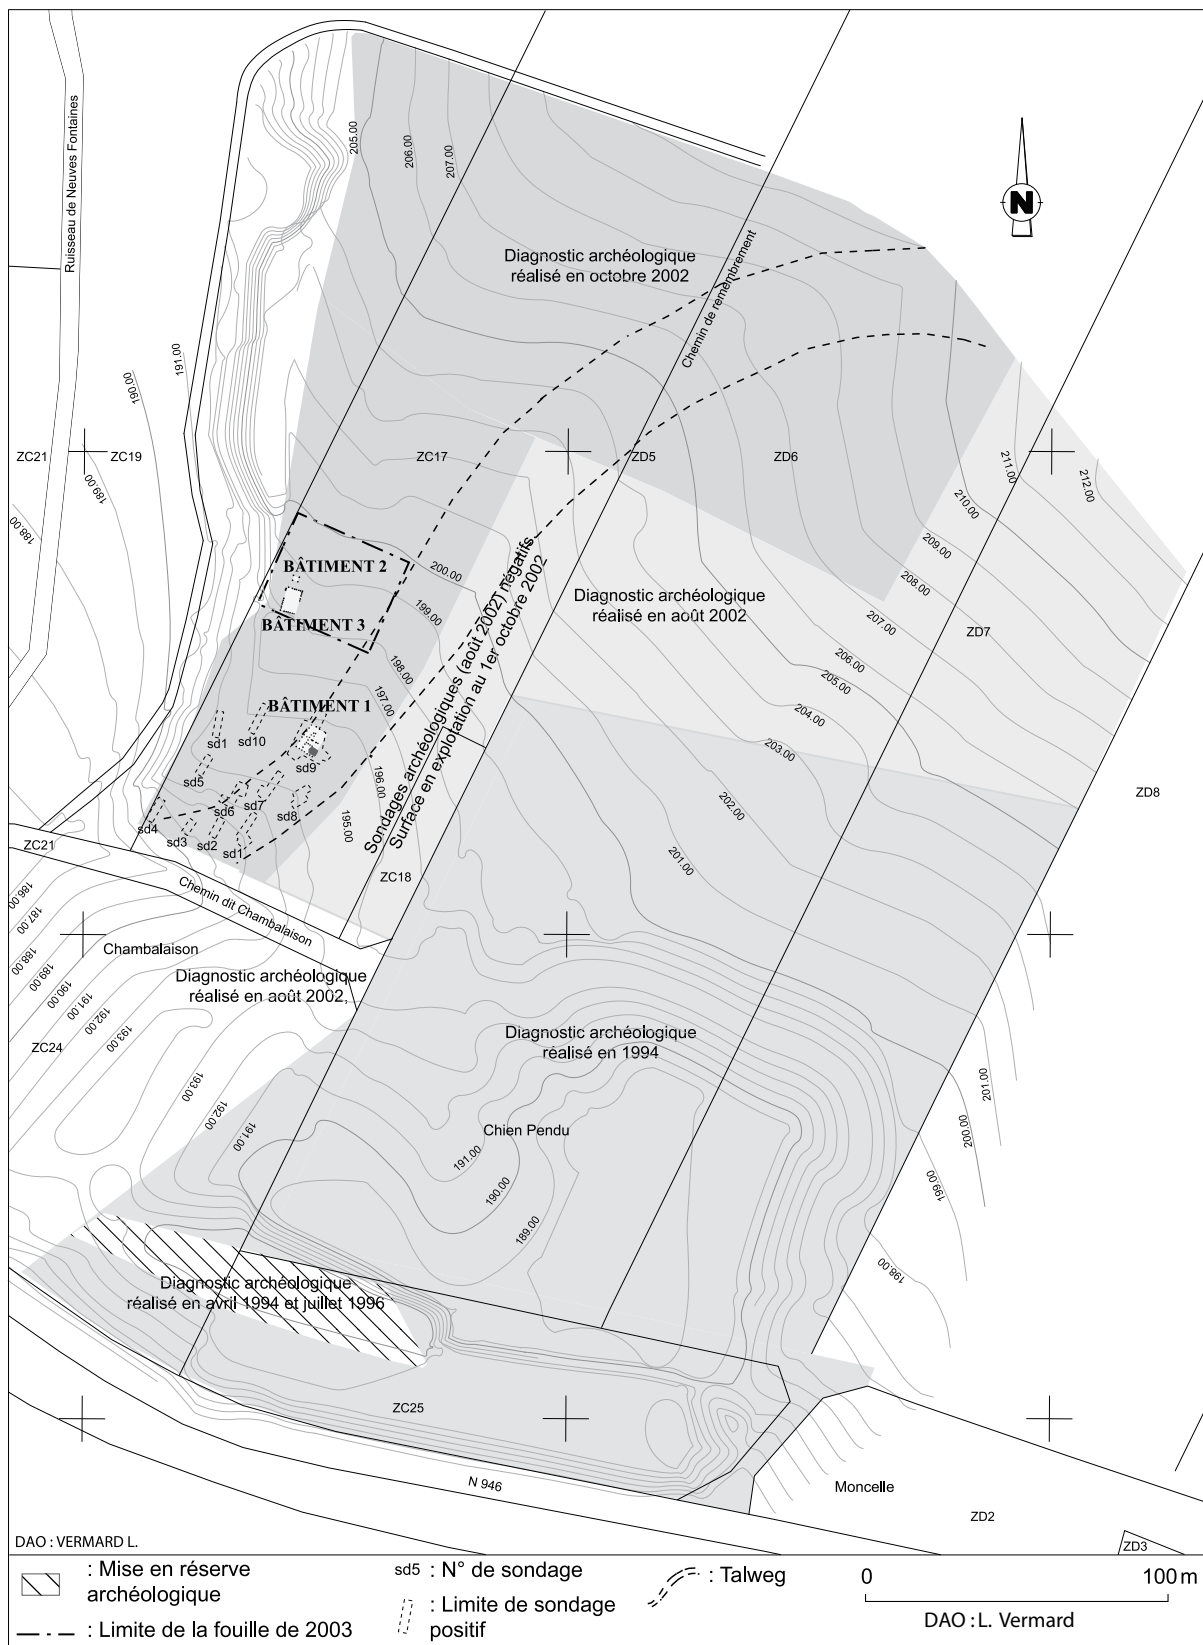 Ruisseau de Neuves Fontaines
205.00
206.00
207.00
N
Diagnostic archéologique
réalisé en octobre 2002
Chemin de remembrement
191.00
190.00
189.00
188.00
ZC21
ZC19
ZC17
ZD5
ZD6
211.00
212.00
210.00
209.00
208.00
207.00
206.00
205.00
204.00
203.00
202.00
201.00
200.00
199.00
198.00
197.00
196.00
195.00
BÂTIMENT 2
BÂTIMENT 3
BÂTIMENT 1
Sondages archéologiques (août 2002) négatifs
Surface en explotation au 1er octobre 2002
Diagnostic archéologique
réalisé en août 2002
ZD7
ZD8
sd1
sd10
sd9
sd5
sd6
sd7
sd8
sd4
sd3
sd2
sd1
ZC21
ZC18
Chemin dit Chambalaison
186.00
187.00
188.00
189.00
190.00
191.00
192.00
193.00
Chambalaison
Diagnostic archéologique
réalisé en août 2002,
ZC24
193.00
192.00
191.00
Diagnostic archéologique
réalisé en 1994
Chien Pendu
191.00
190.00
189.00
201.00
200.00
199.00
198.00
Diagnostic archéologique
réalisé en avril 1994 et juillet 1996
ZC25
N 946
Moncelle
ZD2
ZD3
DAO : VERMARD L.
: Mise en réserve
archéologique
: Limite de la fouille de 2003
sd5 : N° de sondage
: Limite de sondage
positif
: Talweg
0 100 m
DAO : L. Vermard